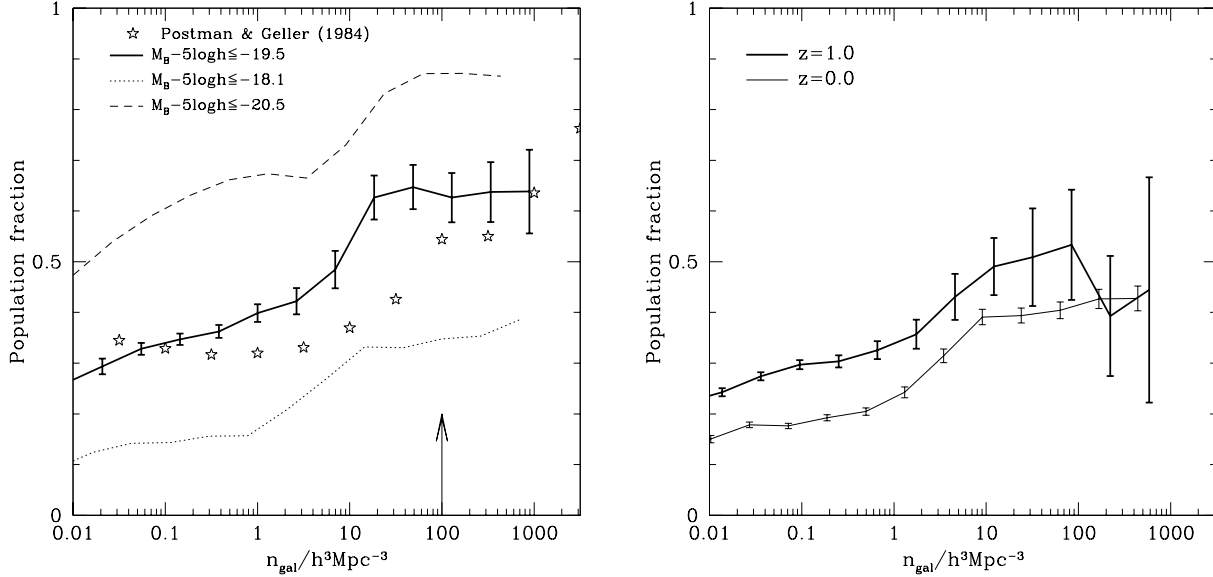 Postman & Geller (1984)
M_B−5logh≦−19.5
M_B−5logh≦−18.1
M_B−5logh≦−20.5
Population fraction
1
0.5
0
0.01 0.1 1 10 100 1000
n_gal/h³Mpc⁻³
z=1.0
z=0.0
Population fraction
1
0.5
0
0.01 0.1 1 10 100 1000
n_gal/h³Mpc⁻³